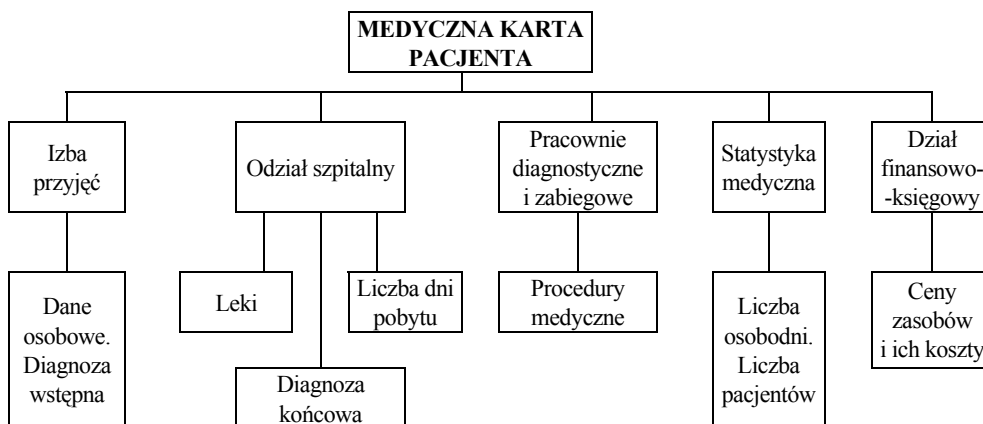 MEDYCZNA KARTA
PACJENTA
Izba
przyjęć
Odział szpitalny
Pracownie
diagnostyczne
i zabiegowe
Statystyka
medyczna
Dział
finansowo-
-księgowy
Dane
osobowe.
Diagnoza
wstępna
Leki
Liczba dni
pobytu
Diagnoza
końcowa
Procedury
medyczne
Liczba
osobodni.
Liczba
pacjentów
Ceny
zasobów
i ich koszty